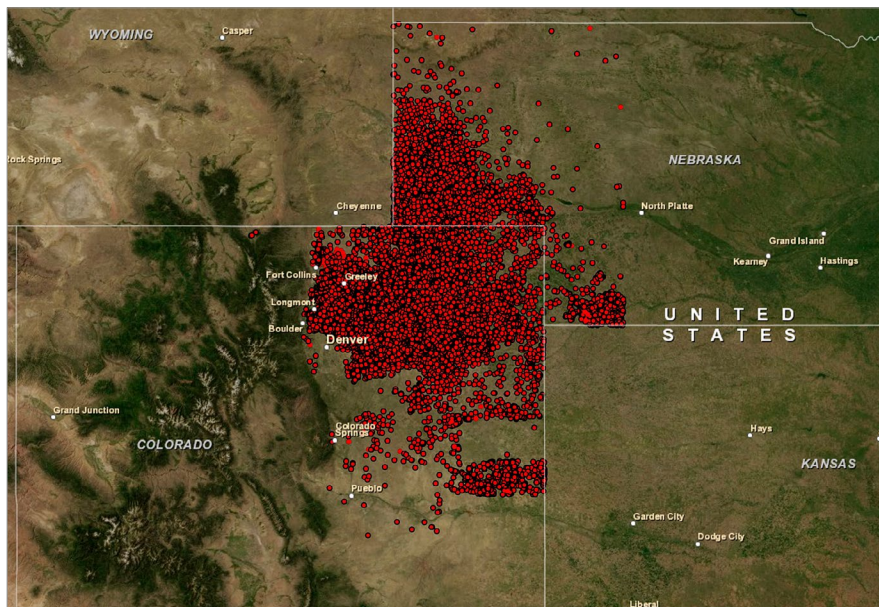 WYOMING
Casper
Rock Springs
NEBRASKA
Cheyenne
North Platte
Grand Island
Kearney
Hastings
Fort Collins
Greeley
Longmont
Boulder
UNITED
STATES
Denver
Grand Junction
Colorado
Springs
COLORADO
Hays
KANSAS
Pueblo
Garden City
Dodge City
Liberal